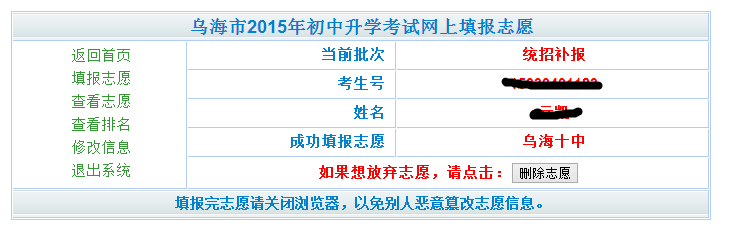 乌海市2015年初中升学考试网上填报志愿
返回首页
填报志愿
查看志愿
查看排名
修改信息
退出系统
当前批次 统招补报
考生号
姓名
成功填报志愿 乌海十中
如果想放弃志愿，请点击： 删除志愿
填报完志愿请关闭浏览器，以免别人恶意篡改志愿信息。